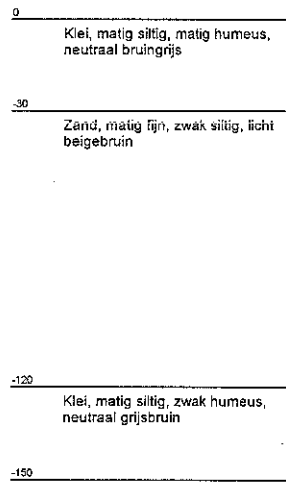 0
Klei, matig siltig, matig humeus,
neutraal bruingrijs
-30
Zand, matig fijn, zwak siltig, licht
beigebruin
-120
Klei, matig siltig, zwak humeus,
neutraal grijsbruin
-150